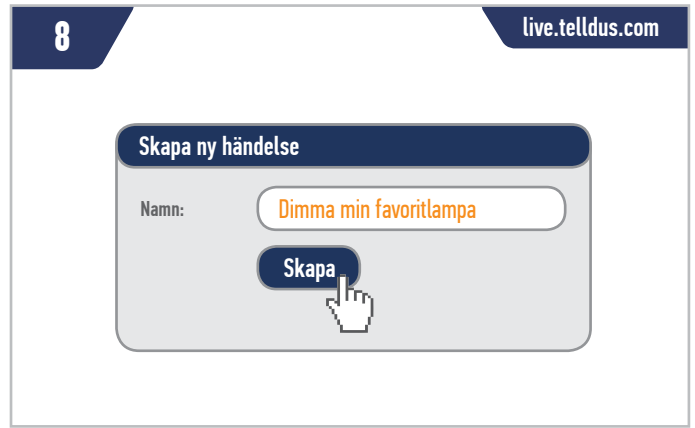 8
live.telldus.com
Skapa ny händelse
Namn: Dimma min favoritlampa
Skapa